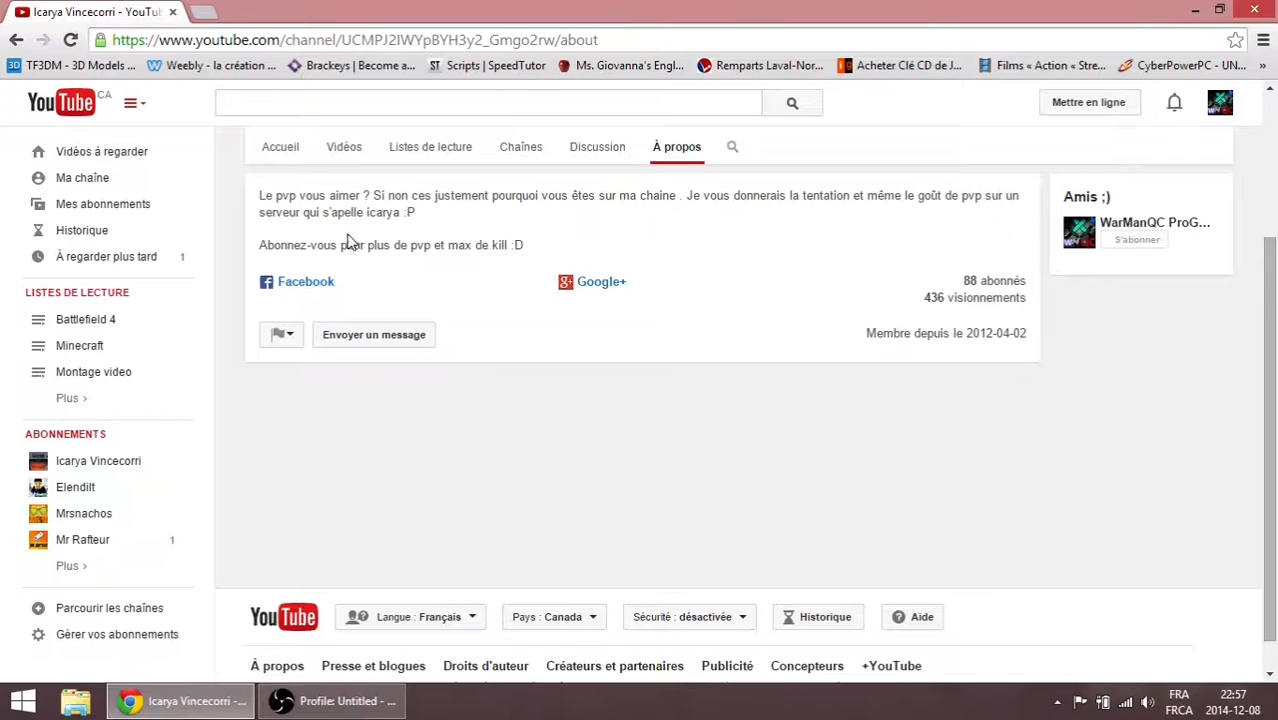 Icarya Vincecorri - YouTub
https://www.youtube.com/channel/UCMPJ2IWYpBYH3y2_Gmgo2rw/about
TF3DM - 3D Models ...
Weebly - la création ...
Brackeys | Become a...
ST Scripts | SpeedTutor
Ms. Giovanna's Engl...
Remparts Laval-Nor...
Acheter Clé CD de J...
Films « Action « Stre...
CyberPowerPC - UN...
»
YouTube CA
Mettre en ligne
Accueil
Vidéos
Listes de lecture
Chaînes
Discussion
À propos
Vidéos à regarder
Ma chaîne
Mes abonnements
Historique
À regarder plus tard 1
LISTES DE LECTURE
Battlefield 4
Minecraft
Montage video
Plus ›
ABONNEMENTS
Icarya Vincecorri
Elendilt
Mrsnachos
Mr Rafteur 1
Plus ›
Parcourir les chaînes
Gérer vos abonnements
Le pvp vous aimer ? Si non ces justement pourquoi vous êtes sur ma chaine . Je vous donnerais la tentation et même le goût de pvp sur un
serveur qui s'apelle icarya :P
Abonnez-vous pour plus de pvp et max de kill :D
Facebook
Google+
88 abonnés
436 visionnements
Envoyer un message
Membre depuis le 2012-04-02
Amis ;)
WarManQC ProG...
S'abonner
YouTube
Langue : Français
Pays : Canada
Sécurité : désactivée
Historique
Aide
À propos
Presse et blogues
Droits d'auteur
Créateurs et partenaires
Publicité
Concepteurs
+YouTube
Icarya Vincecorri -...
Profile: Untitled - ...
FRA
FRCA
22:57
2014-12-08